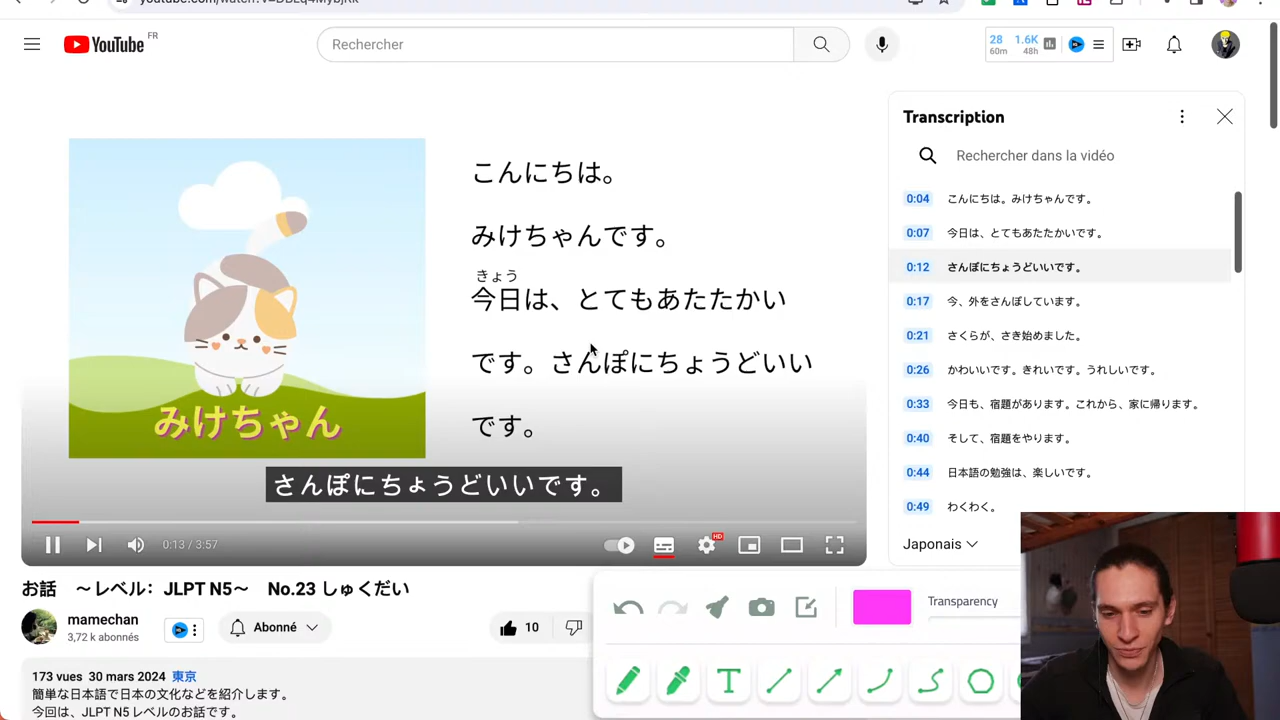 YouTube FR
Rechercher
28
60m
1.6K
48h
こんにちは。
みけちゃんです。
きょう
今日は、とてもあたたかい
です。さんぽにちょうどいい
です。
みけちゃん
さんぽにちょうどいいです。
0:13 / 3:57
HD
Transcription
Rechercher dans la vidéo
0:04 こんにちは。みけちゃんです。
0:07 今日は、とてもあたたかいです。
0:12 さんぽにちょうどいいです。
0:17 今、外をさんぽしています。
0:21 さくらが、さき始めました。
0:26 かわいいです。きれいです。うれしいです。
0:33 今日も、宿題があります。これから、家に帰ります。
0:40 そして、宿題をやります。
0:44 日本語の勉強は、楽しいです。
0:49 わくわく。
Japonais
お話　～レベル：JLPT N5～　No.23 しゅくだい
mamechan
3,72 k abonnés
Abonné
10
173 vues 30 mars 2024 東京
簡単な日本語で日本の文化などを紹介します。
今回は、JLPT N5 レベルのお話です。
Transparency
T